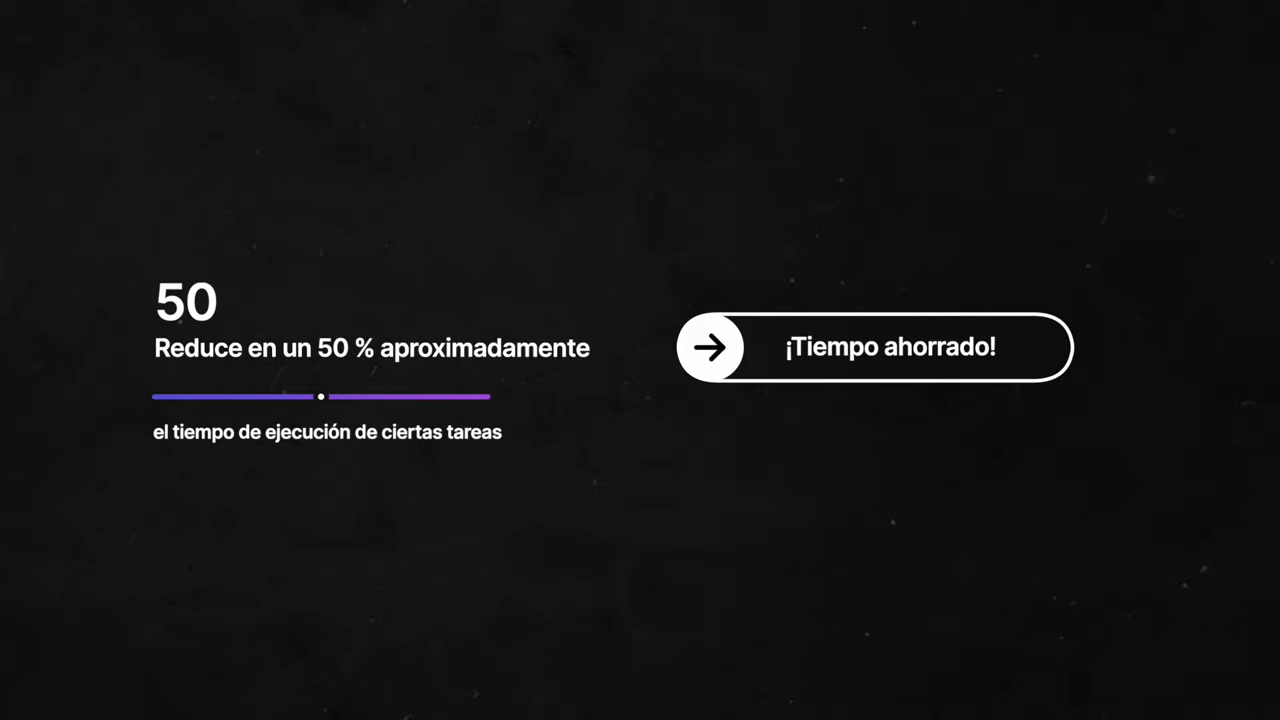 50
Reduce en un 50 % aproximadamente
el tiempo de ejecución de ciertas tareas
¡Tiempo ahorrado!